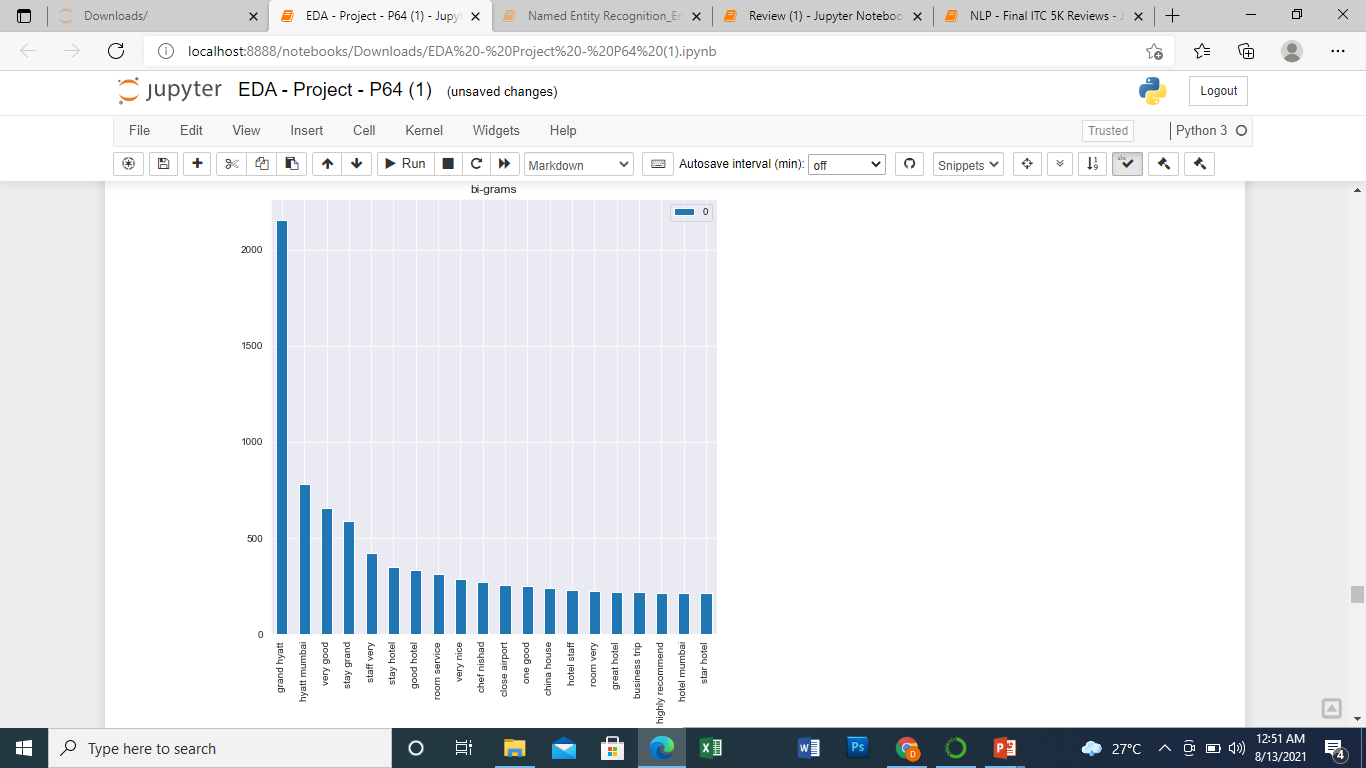 Downloads/
EDA - Project - P64 (1) - Jupyt
Named Entity Recognition_En
Review (1) - Jupyter Noteboo
NLP - Final ITC 5K Reviews - J
localhost:8888/notebooks/Downloads/EDA%20-%20Project%20-%20P64%20(1).ipynb
jupyter EDA - Project - P64 (1) (unsaved changes)
Logout
File Edit View Insert Cell Kernel Widgets Help
Trusted
Python 3
Run
Markdown
Autosave interval (min): off
Snippets
bi-grams
0
2000
1500
1000
500
0
grand hyatt
hyatt mumbai
very good
stay grand
staff very
stay hotel
good hotel
room service
very nice
chef nishad
close airport
one good
china house
hotel staff
room very
great hotel
business trip
highly recommend
hotel mumbai
star hotel
Type here to search
27°C
12:51 AM
8/13/2021
4